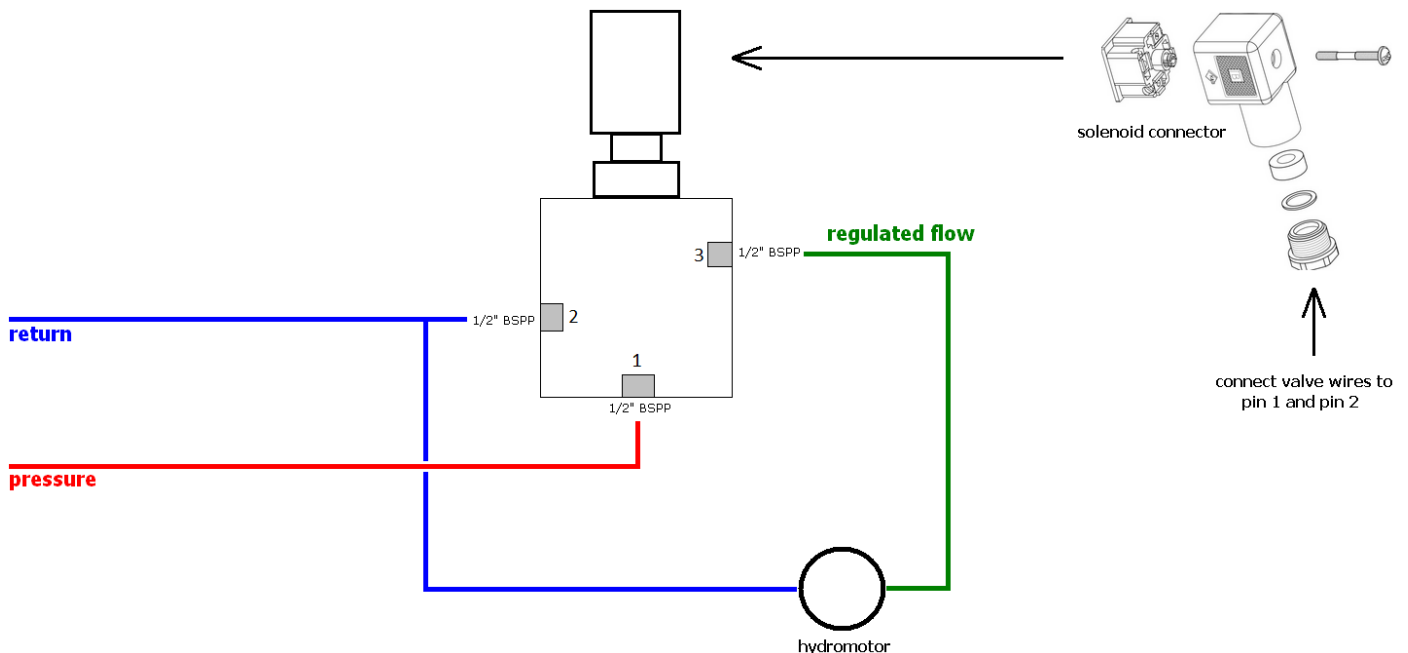 solenoid connector
regulated flow
3
1/2" BSPP
1/2" BSPP
2
return
1
connect valve wires to
pin 1 and pin 2
1/2" BSPP
pressure
hydromotor